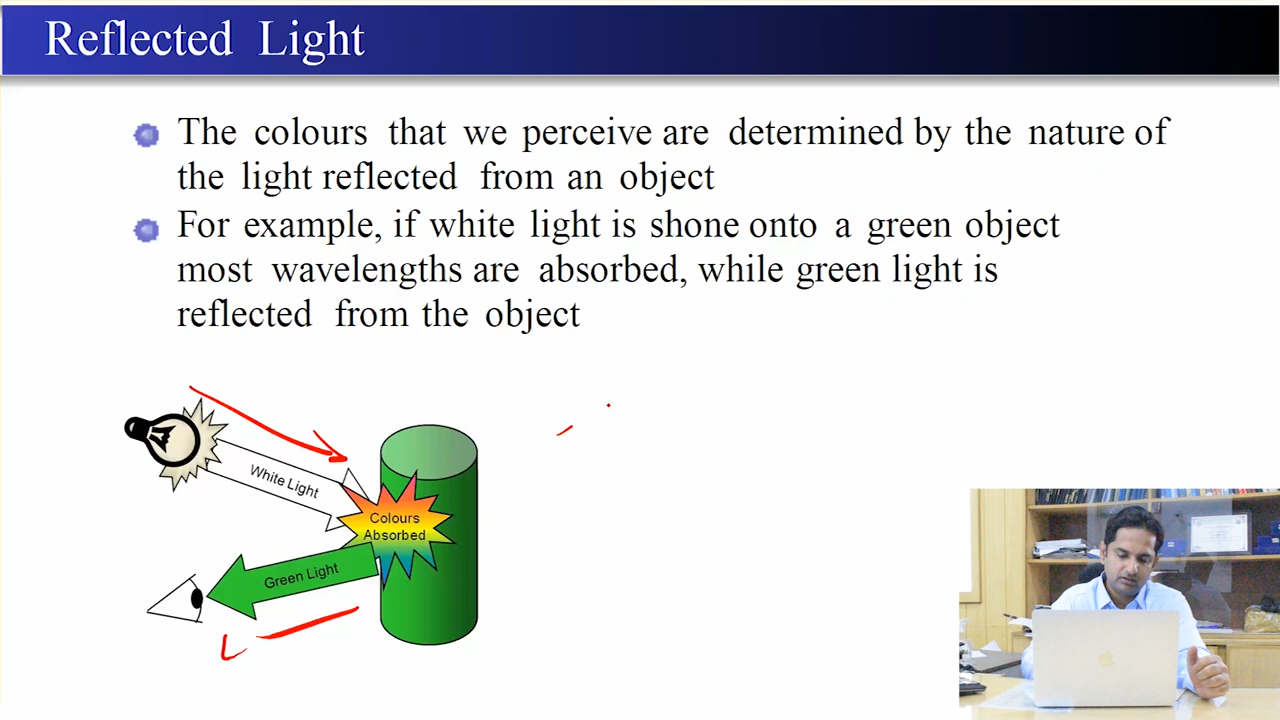 Reflected Light
The colours that we perceive are determined by the nature of
the light reflected from an object
For example, if white light is shone onto a green object
most wavelengths are absorbed, while green light is
reflected from the object
White Light
Colours
Absorbed
Green Light